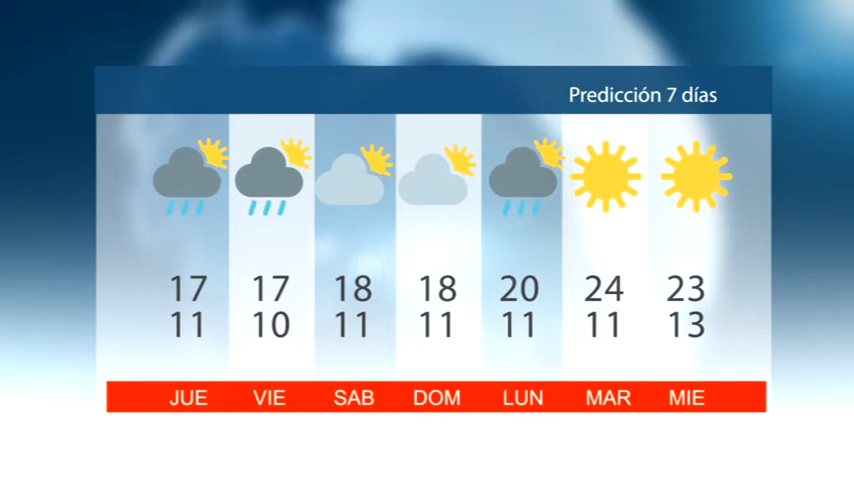 Predicción 7 días
17 17 18 18 20 24 23
11 10 11 11 11 11 13
JUE VIE SAB DOM LUN MAR MIE